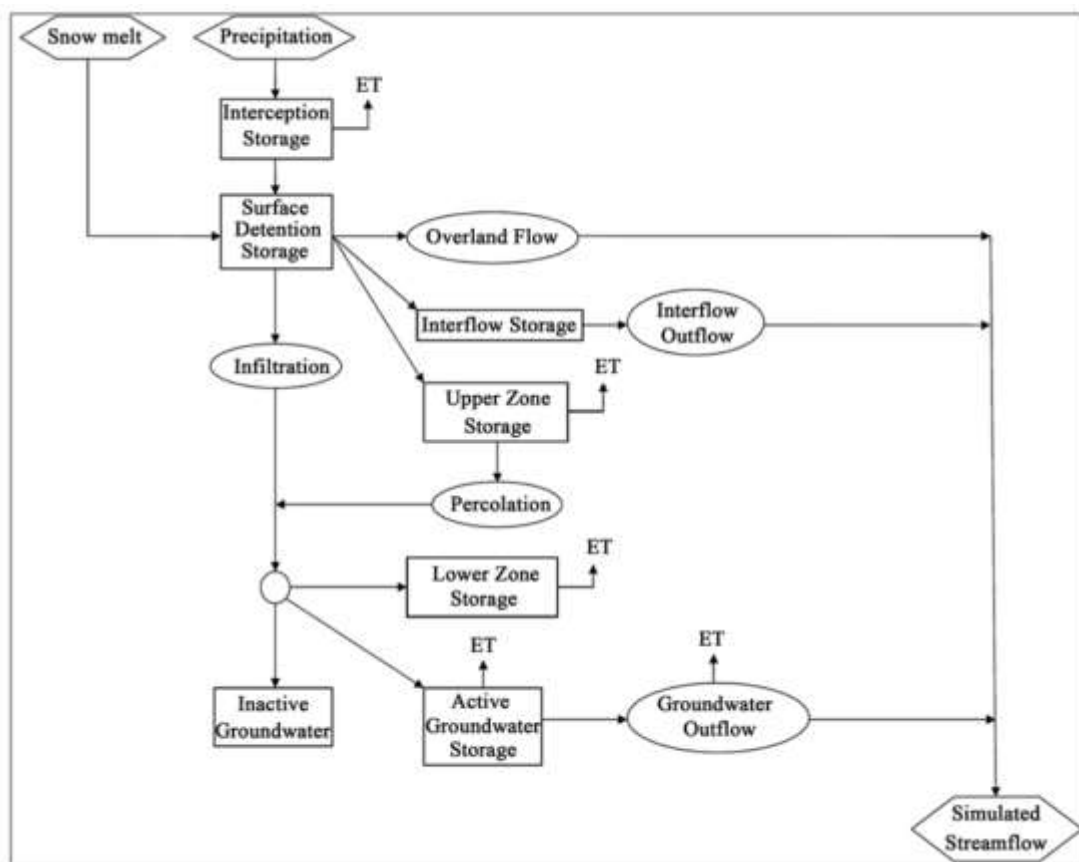 Snow melt
Precipitation
ET
Interception
Storage
Surface
Detention
Storage
Overland Flow
Interflow Storage
Interflow
Outflow
Infiltration
ET
Upper Zone
Storage
Percolation
ET
Lower Zone
Storage
ET
ET
Inactive
Groundwater
Active
Groundwater
Storage
Groundwater
Outflow
Simulated
Streamflow